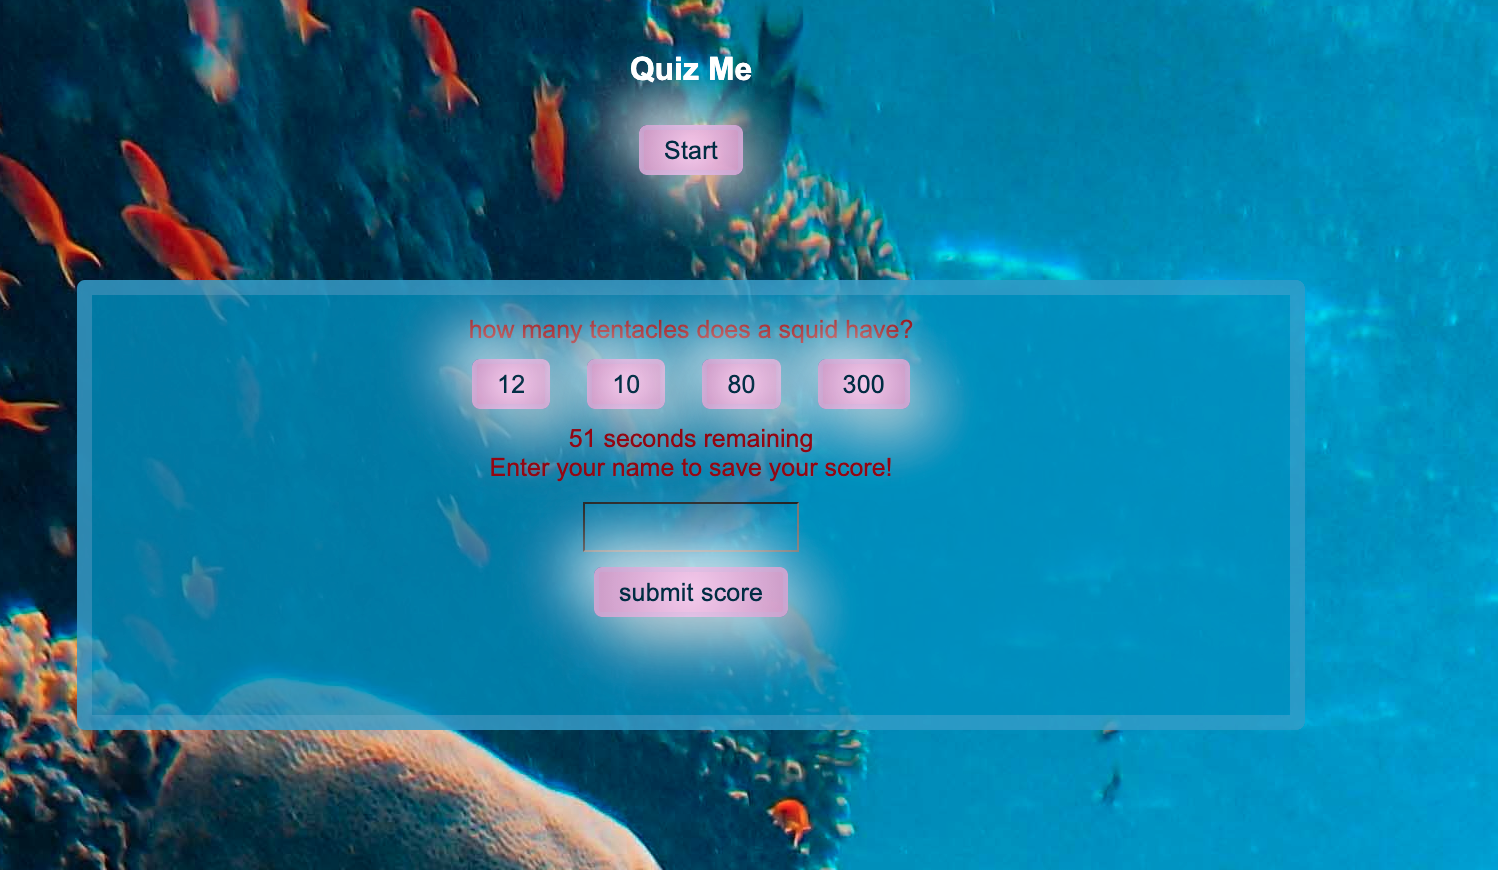 Quiz Me
Start
how many tentacles does a squid have?
12 10 80 300
51 seconds remaining
Enter your name to save your score!
submit score